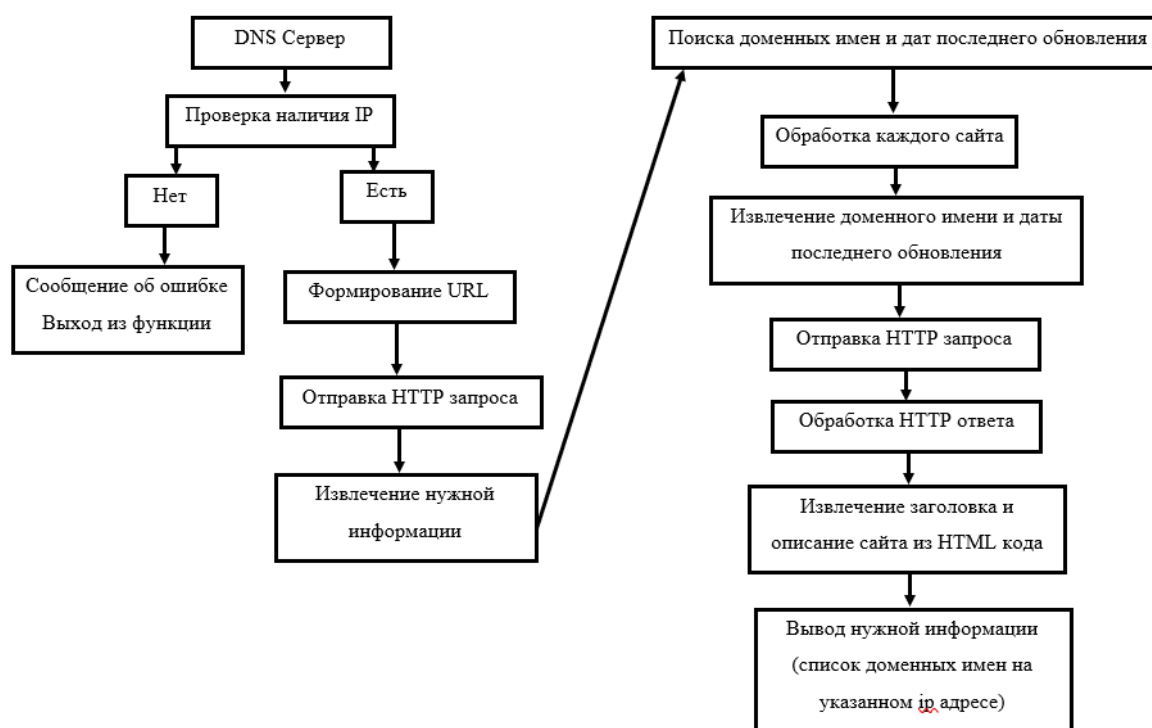 DNS Сервер
Проверка наличия IP
Нет
Есть
Сообщение об ошибке
Выход из функции
Формирование URL
Отправка HTTP запроса
Извлечение нужной
информации
Поиска доменных имен и дат последнего обновления
Обработка каждого сайта
Извлечение доменного имени и даты
последнего обновления
Отправка HTTP запроса
Обработка HTTP ответа
Извлечение заголовка и
описание сайта из HTML кода
Вывод нужной информации
(список доменных имен на
указанном ip адресе)